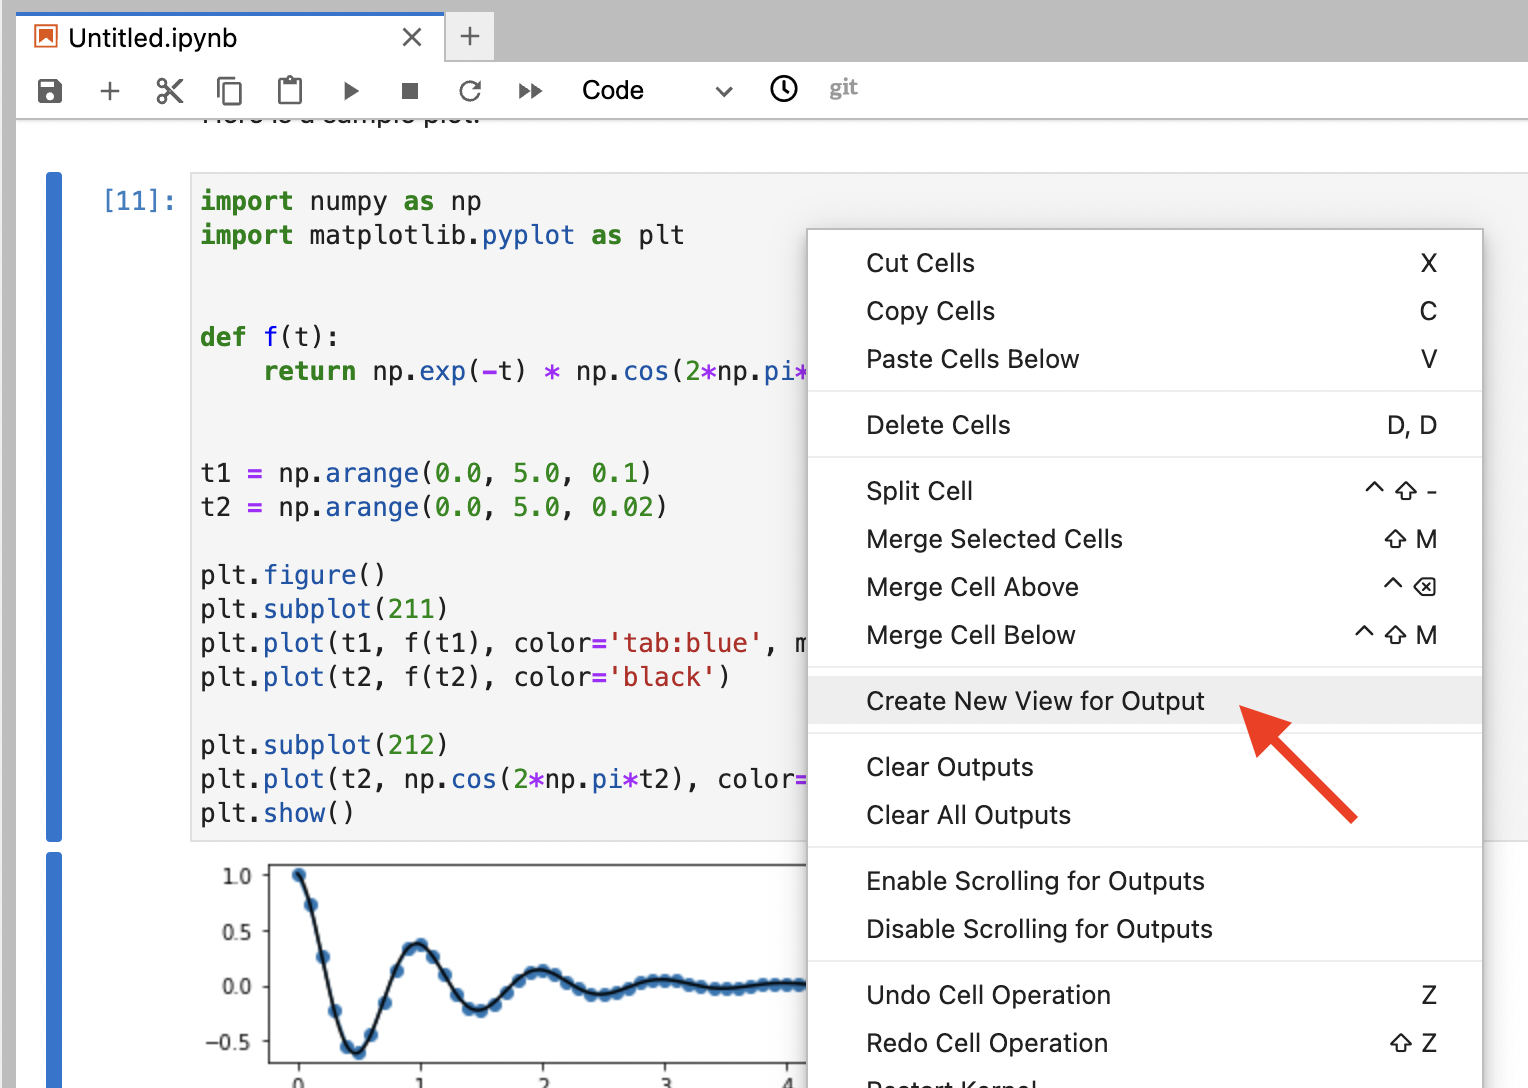 Untitled.ipynb
Code
git
Here is a sample plot:
[11]:
import numpy as np
import matplotlib.pyplot as plt
def f(t):
return np.exp(-t) * np.cos(2*np.pi*
t1 = np.arange(0.0, 5.0, 0.1)
t2 = np.arange(0.0, 5.0, 0.02)
plt.figure()
plt.subplot(211)
plt.plot(t1, f(t1), color='tab:blue', m
plt.plot(t2, f(t2), color='black')
plt.subplot(212)
plt.plot(t2, np.cos(2*np.pi*t2), color=
plt.show()
1.0
0.5
0.0
−0.5
0 1 2 3 4
Cut Cells X
Copy Cells C
Paste Cells Below V
Delete Cells D, D
Split Cell ^ ⇧ -
Merge Selected Cells ⇧ M
Merge Cell Above ^ ⌫
Merge Cell Below ^ ⇧ M
Create New View for Output
Clear Outputs
Clear All Outputs
Enable Scrolling for Outputs
Disable Scrolling for Outputs
Undo Cell Operation Z
Redo Cell Operation ⇧ Z
Restart Kernel